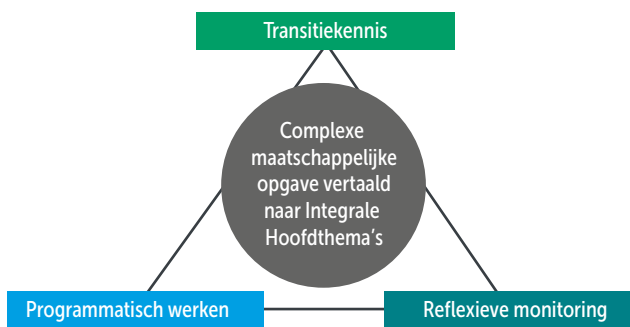 Transitiekennis
Complexe
maatschappelijke
opgave vertaald
naar Integrale
Hoofdthema's
Programmatisch werken
Reflexieve monitoring